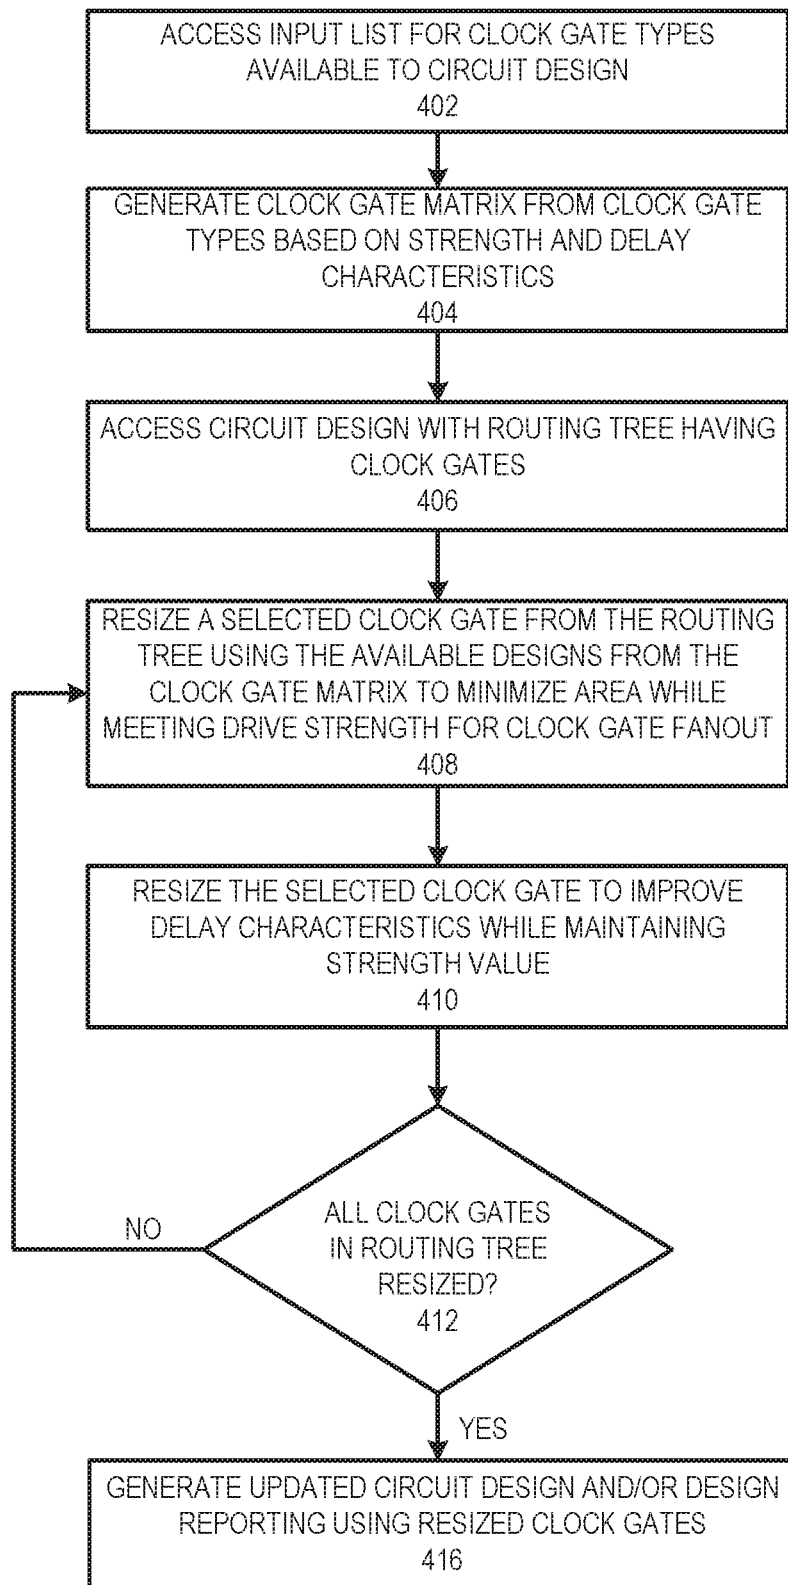 ACCESS INPUT LIST FOR CLOCK GATE TYPES
AVAILABLE TO CIRCUIT DESIGN
402
GENERATE CLOCK GATE MATRIX FROM CLOCK GATE
TYPES BASED ON STRENGTH AND DELAY
CHARACTERISTICS
404
ACCESS CIRCUIT DESIGN WITH ROUTING TREE HAVING
CLOCK GATES
406
RESIZE A SELECTED CLOCK GATE FROM THE ROUTING
TREE USING THE AVAILABLE DESIGNS FROM THE
CLOCK GATE MATRIX TO MINIMIZE AREA WHILE
MEETING DRIVE STRENGTH FOR CLOCK GATE FANOUT
408
RESIZE THE SELECTED CLOCK GATE TO IMPROVE
DELAY CHARACTERISTICS WHILE MAINTAINING
STRENGTH VALUE
410
NO
ALL CLOCK GATES
IN ROUTING TREE
RESIZED?
412
YES
GENERATE UPDATED CIRCUIT DESIGN AND/OR DESIGN
REPORTING USING RESIZED CLOCK GATES
416